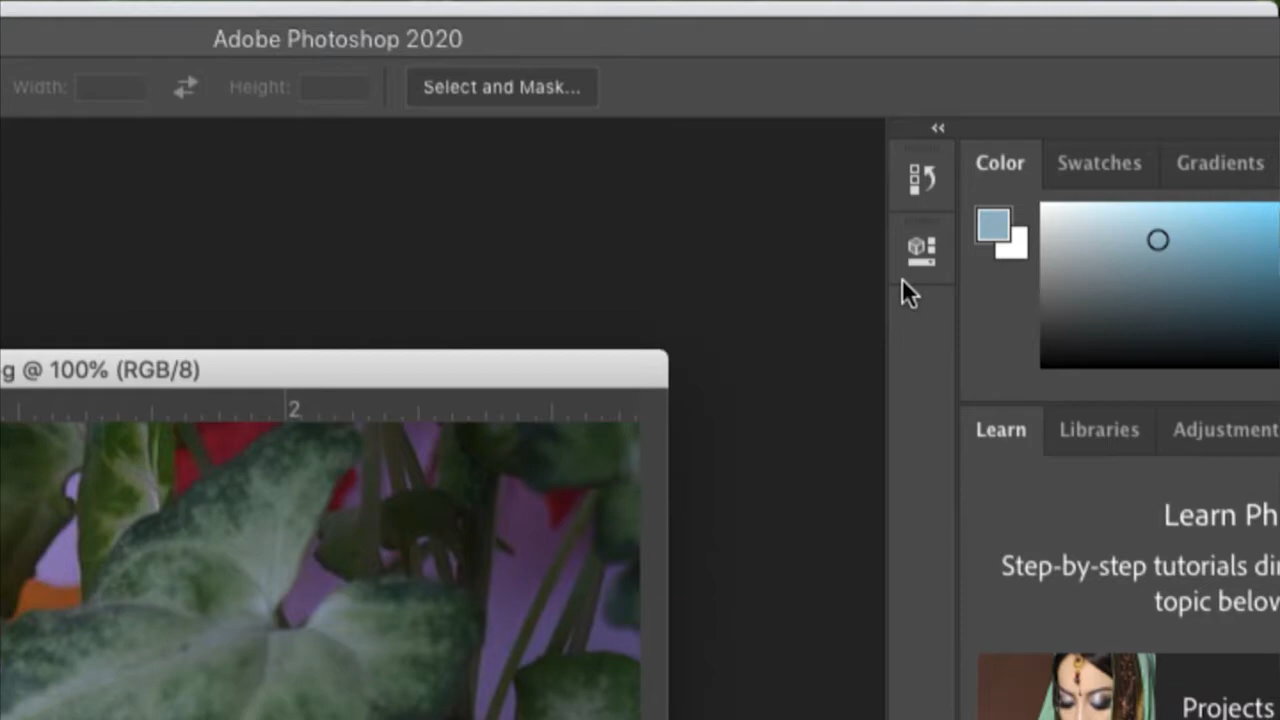 Adobe Photoshop 2020
Width: Height: Select and Mask...
Color Swatches Gradients
g @ 100% (RGB/8)
2
Learn Libraries Adjustment
Learn Ph
Step-by-step tutorials di
topic below
Projects